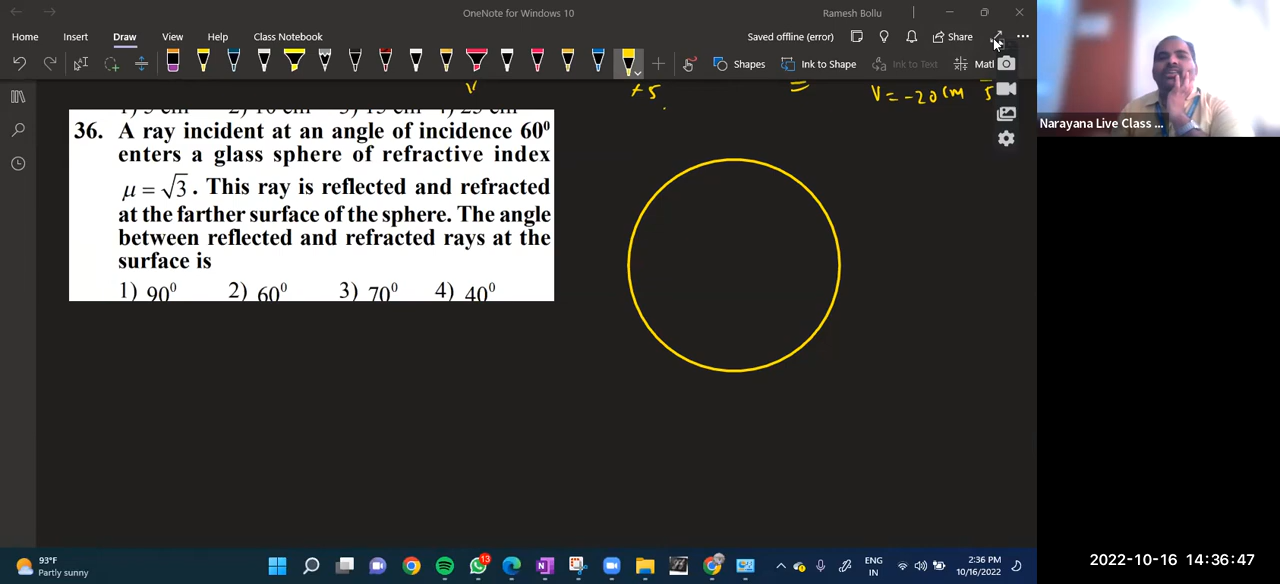 OneNote for Windows 10
Ramesh Bollu
Home Insert Draw View Help Class Notebook
Saved offline (error) Share
Shapes Ink to Shape Ink to Text Math
+5
V = -20 cm 5
36. A ray incident at an angle of incidence 60⁰
enters a glass sphere of refractive index
μ = √3. This ray is reflected and refracted
at the farther surface of the sphere. The angle
between reflected and refracted rays at the
surface is
1) 90⁰ 2) 60⁰ 3) 70⁰ 4) 40⁰
Narayana Live Class ...
93°F
Partly sunny
13
ENG
IN
2:36 PM
10/16/2022
2022-10-16 14:36:47